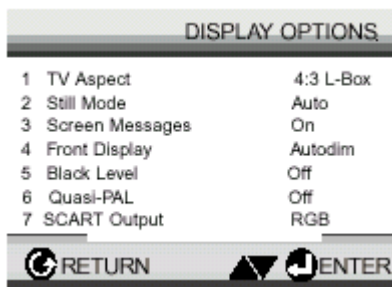 DISPLAY OPTIONS
1 TV Aspect 4:3 L-Box
2 Still Mode Auto
3 Screen Messages On
4 Front Display Autodim
5 Black Level Off
6 Quasi-PAL Off
7 SCART Output RGB
RETURN ENTER